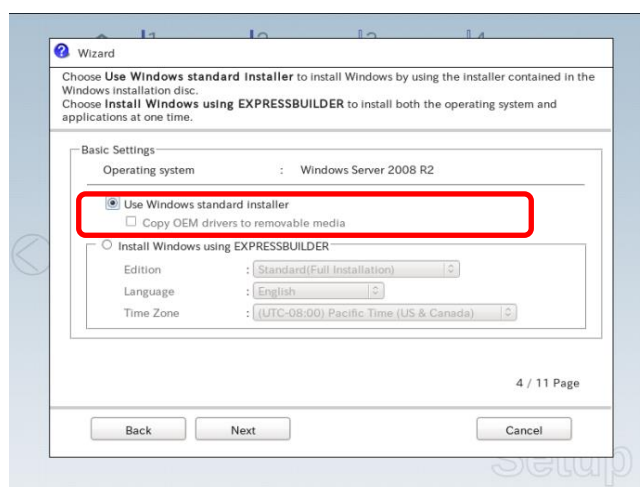 1 2 3 4
Wizard
Choose Use Windows standard Installer to install Windows by using the installer contained in the
Windows installation disc.
Choose Install Windows using EXPRESSBUILDER to install both the operating system and
applications at one time.
Basic Settings
Operating system : Windows Server 2008 R2
Use Windows standard installer
Copy OEM drivers to removable media
Install Windows using EXPRESSBUILDER
Edition : Standard(Full Installation)
Language : English
Time Zone : (UTC-08:00) Pacific Time (US & Canada)
4 / 11 Page
Back Next Cancel
Setup